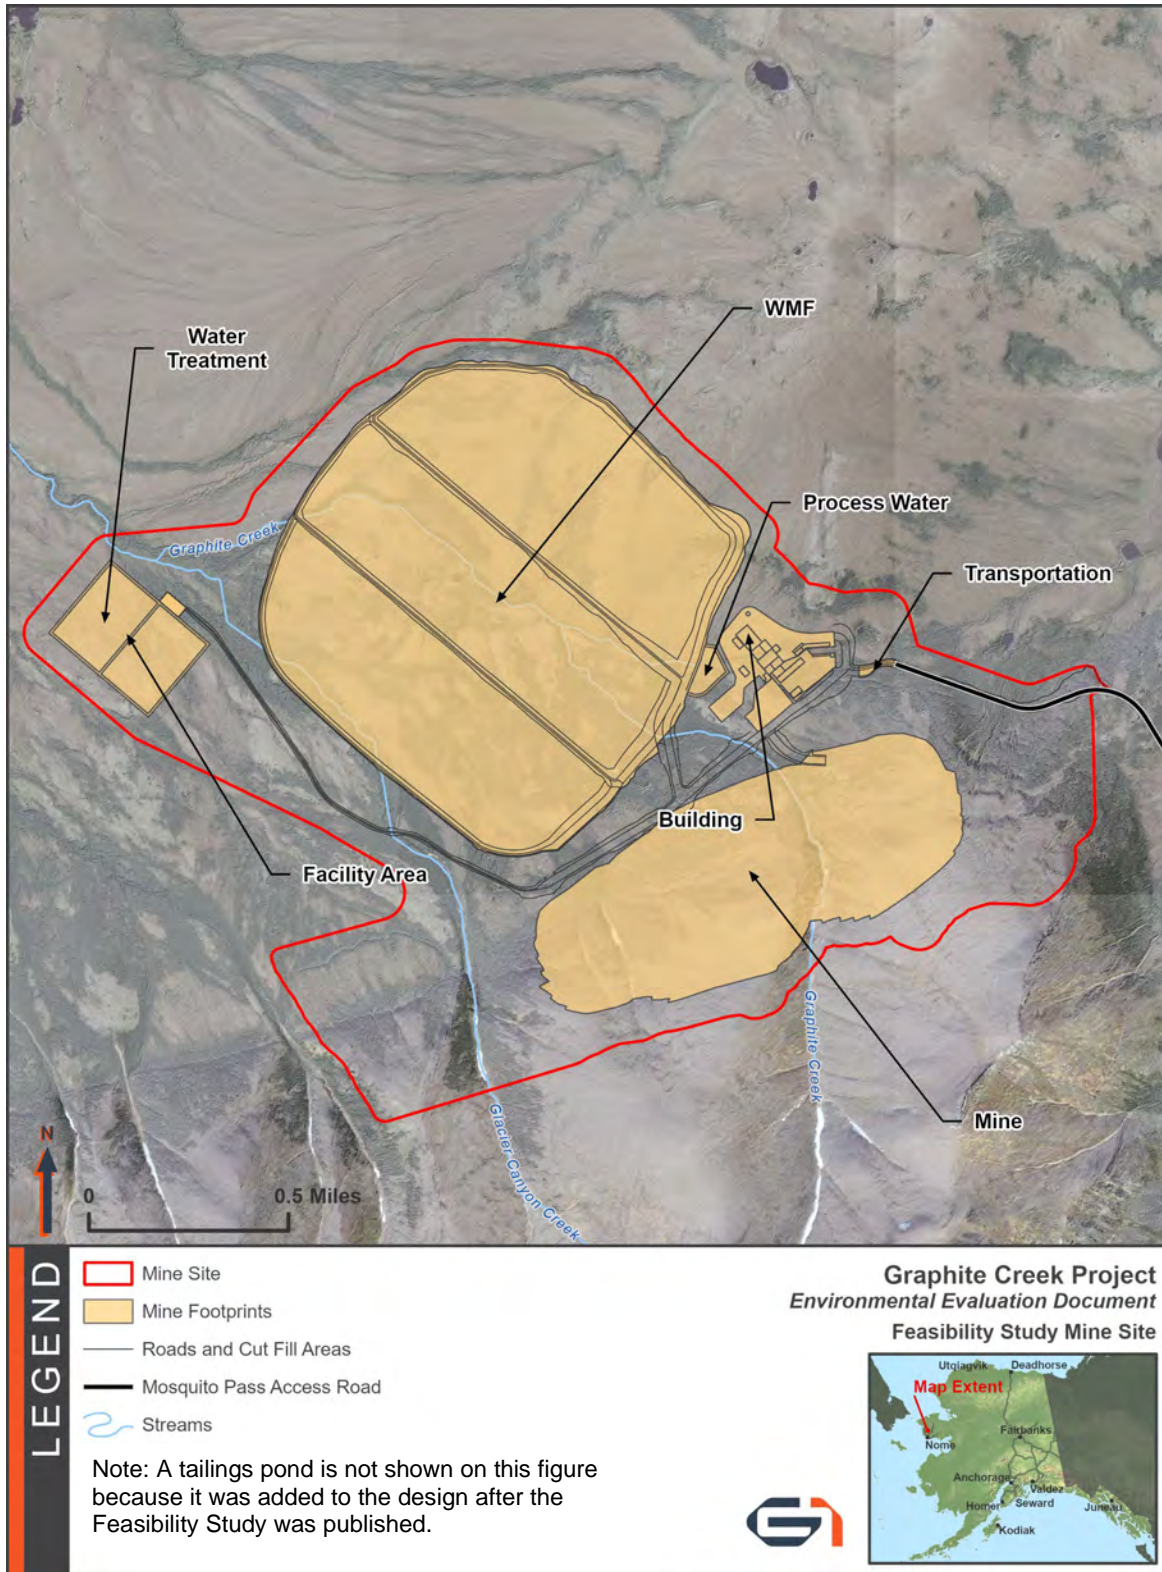 WMF
Water
Treatment
Process Water
Graphite Creek
Transportation
Building
Facility Area
Graphite Creek
Glacier Canyon Creek
Mine
N
0
0.5 Miles
LEGEND
Mine Site
Mine Footprints
Roads and Cut Fill Areas
Mosquito Pass Access Road
Streams
Note: A tailings pond is not shown on this figure
because it was added to the design after the
Feasibility Study was published.
Graphite Creek Project
Environmental Evaluation Document
Feasibility Study Mine Site
Utqiagvik
Deadhorse
Map Extent
Nome
Fairbanks
Anchorage
Valdez
Homer
Seward
Juneau
Kodiak
G1